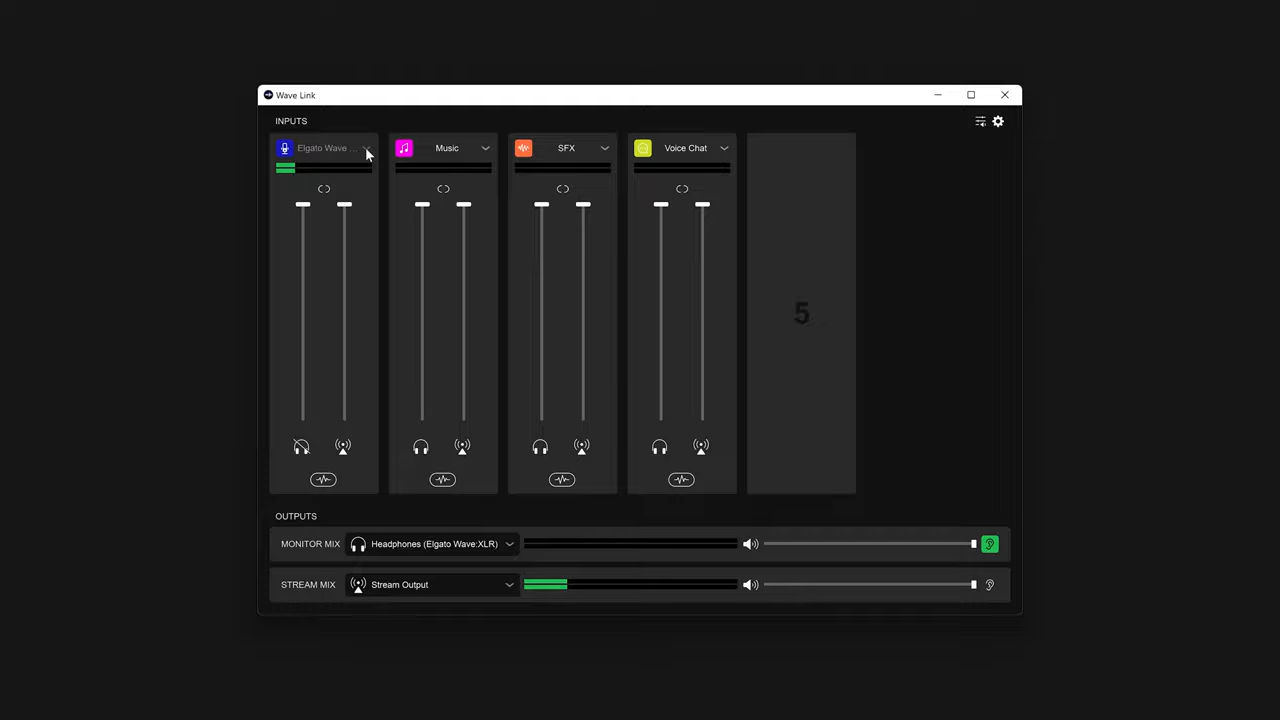 Wave Link
INPUTS
Elgato Wave ...
Music
SFX
Voice Chat
5
OUTPUTS
MONITOR MIX
Headphones (Elgato Wave:XLR)
STREAM MIX
Stream Output